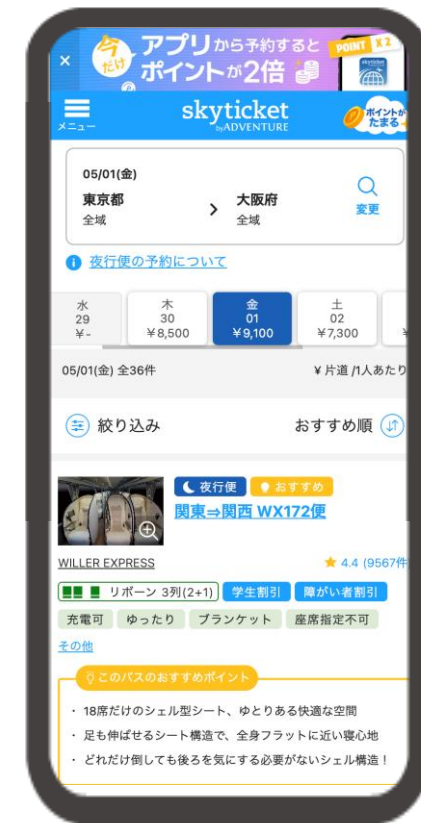 ×
今だけ
アプリから予約すると
ポイントが2倍
POINT X2
skyticket
メニュー
skyticket
byADVENTURE
ポイントが
たまる
05/01(金)
東京都
全域
>
大阪府
全域
変更
夜行便の予約について
水
29
¥-
木
30
¥8,500
金
01
¥9,100
土
02
¥7,300
¥
05/01(金) 全36件
¥ 片道 /1人あたり
絞り込み
おすすめ順
夜行便
おすすめ
関東⇒関西 WX172便
WILLER EXPRESS
★ 4.4 (9567件
リボーン 3列(2+1)
学生割引
障がい者割引
充電可
ゆったり
ブランケット
座席指定不可
その他
このバスのおすすめポイント
・ 18席だけのシェル型シート、ゆとりある快適な空間
・ 足も伸ばせるシート構造で、全身フラットに近い寝心地
・ どれだけ倒しても後ろを気にする必要がないシェル構造！